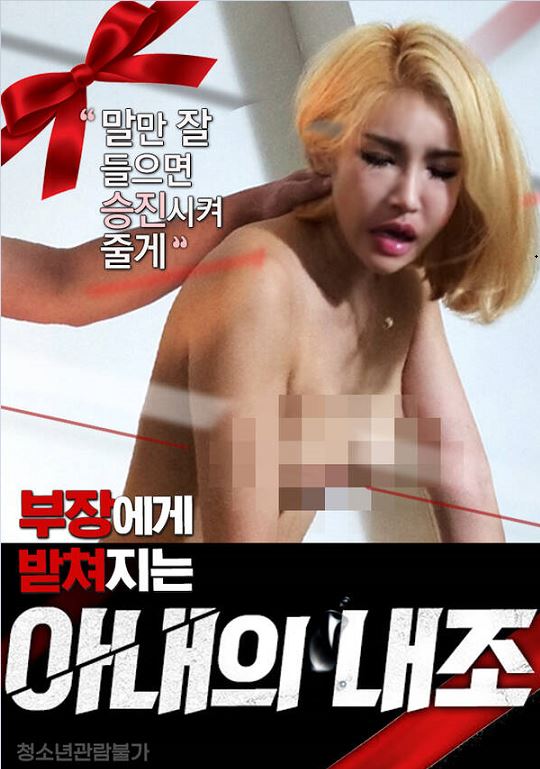 “말만 잘
들으면
승진시켜
줄게”
부장에게
받쳐지는
아내의 내조
청소년관람불가